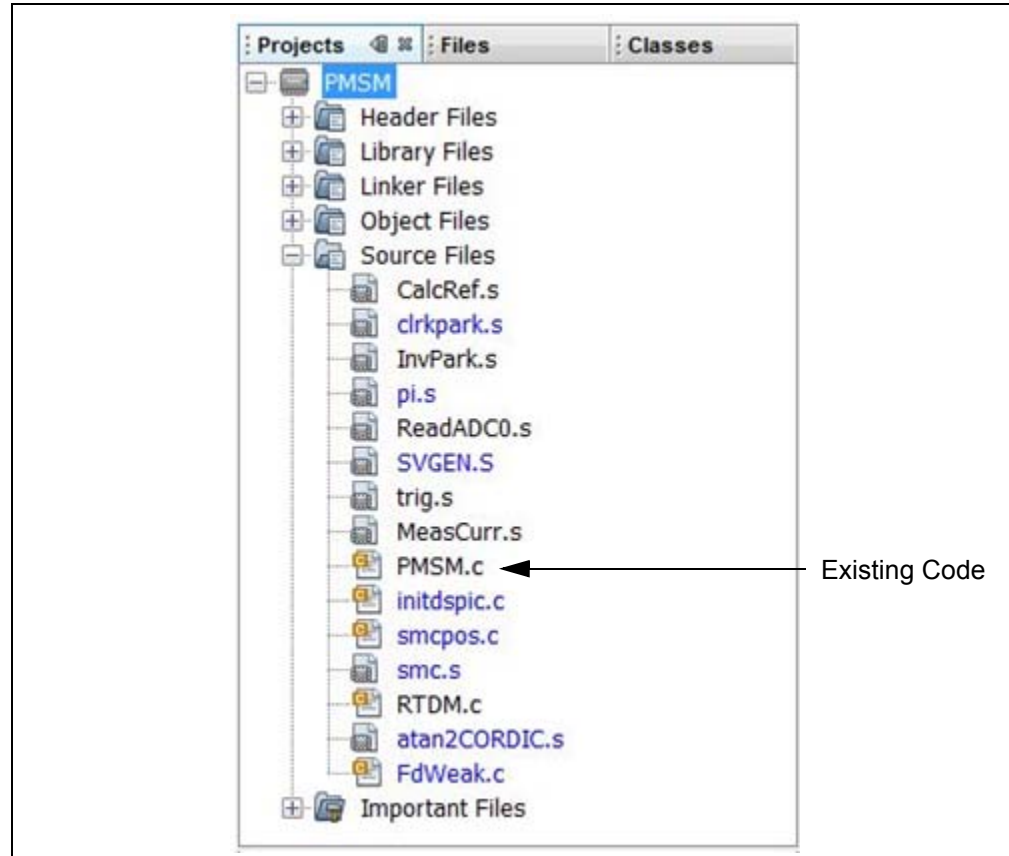 Projects Files Classes
PMSM
Header Files
Library Files
Linker Files
Object Files
Source Files
CalcRef.s
clrkpark.s
InvPark.s
pi.s
ReadADC0.s
SVGEN.S
trig.s
MeasCurr.s
PMSM.c Existing Code
initdspic.c
smcpos.c
smc.s
RTDM.c
atan2CORDIC.s
FdWeak.c
Important Files